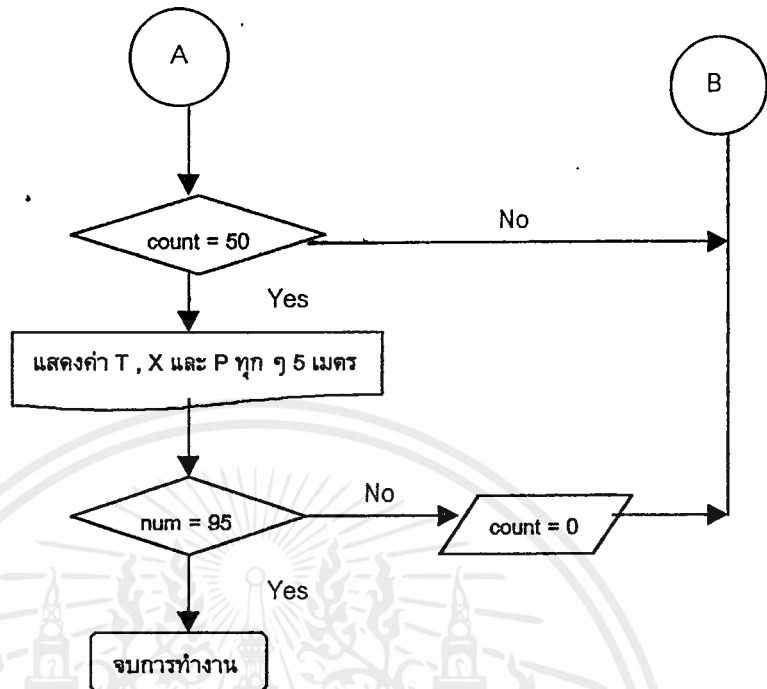 A
B
count = 50
No
Yes
แสดงค่า T , X และ P ทุก ๆ 5 เมตร
num = 95
No
count = 0
Yes
จบการทำงาน